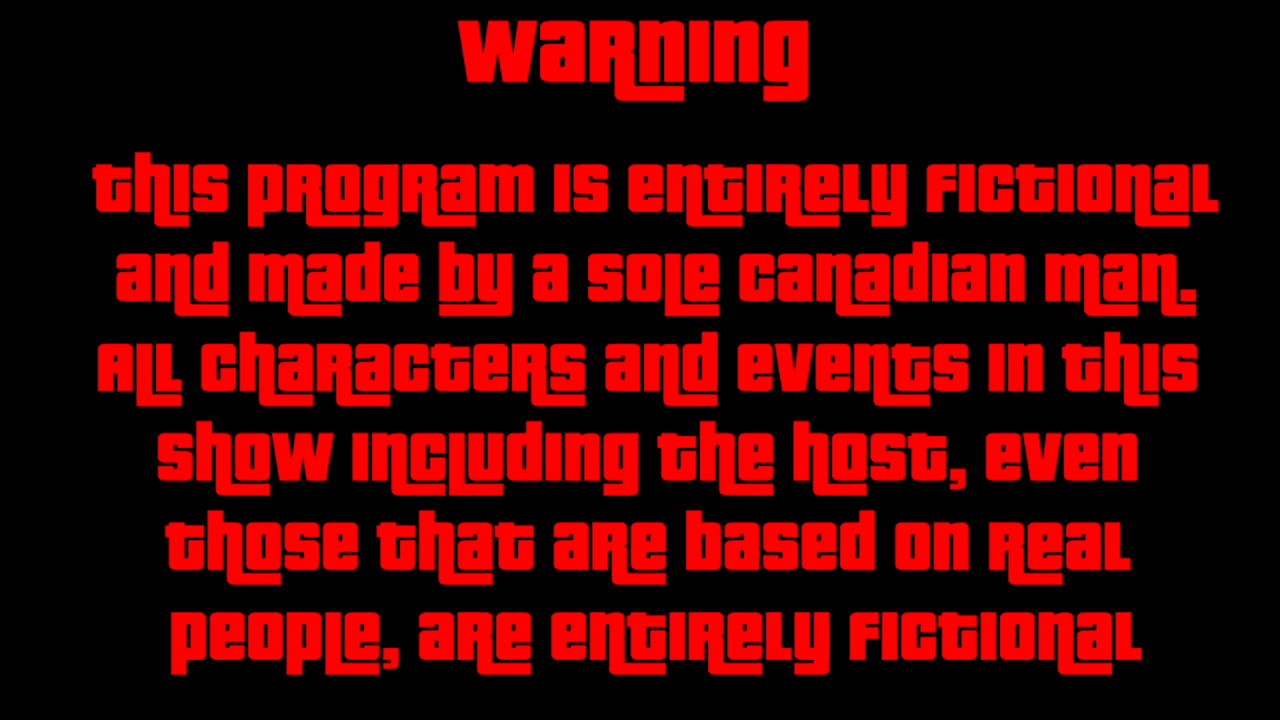 Warning
this program is entirely fictional
and made by a sole canadian man.
All characters and events in this
show including the host, even
those that are based on real
people, are entirely fictional